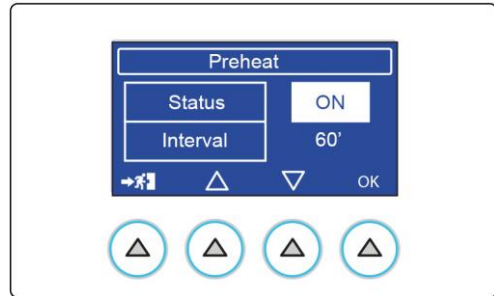 Preheat
Status ON
Interval 60’
OK